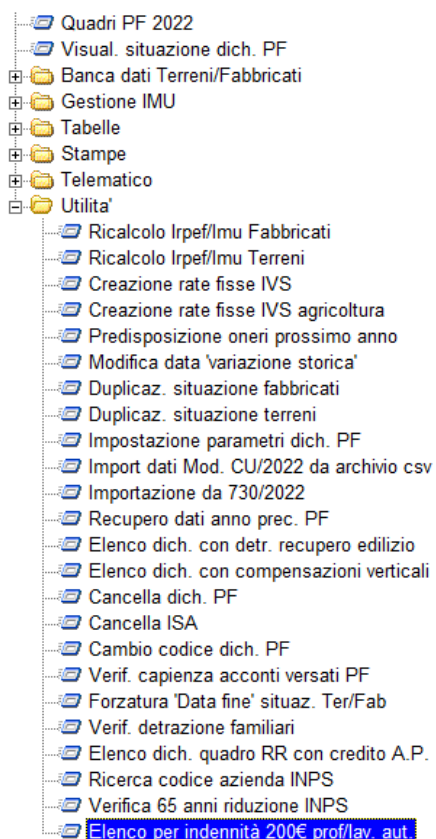 Quadri PF 2022
Visual. situazione dich. PF
Banca dati Terreni/Fabbricati
Gestione IMU
Tabelle
Stampe
Telematico
Utilita'
Ricalcolo Irpef/Imu Fabbricati
Ricalcolo Irpef/Imu Terreni
Creazione rate fisse IVS
Creazione rate fisse IVS agricoltura
Predisposizione oneri prossimo anno
Modifica data 'variazione storica'
Duplicaz. situazione fabbricati
Duplicaz. situazione terreni
Impostazione parametri dich. PF
Import dati Mod. CU/2022 da archivio csv
Importazione da 730/2022
Recupero dati anno prec. PF
Elenco dich. con detr. recupero edilizio
Elenco dich. con compensazioni verticali
Cancella dich. PF
Cancella ISA
Cambio codice dich. PF
Verif. capienza acconti versati PF
Forzatura 'Data fine' situaz. Ter/Fab
Verif. detrazione familiari
Elenco dich. quadro RR con credito A.P.
Ricerca codice azienda INPS
Verifica 65 anni riduzione INPS
Elenco per indennità 200€ prof/lav. aut.